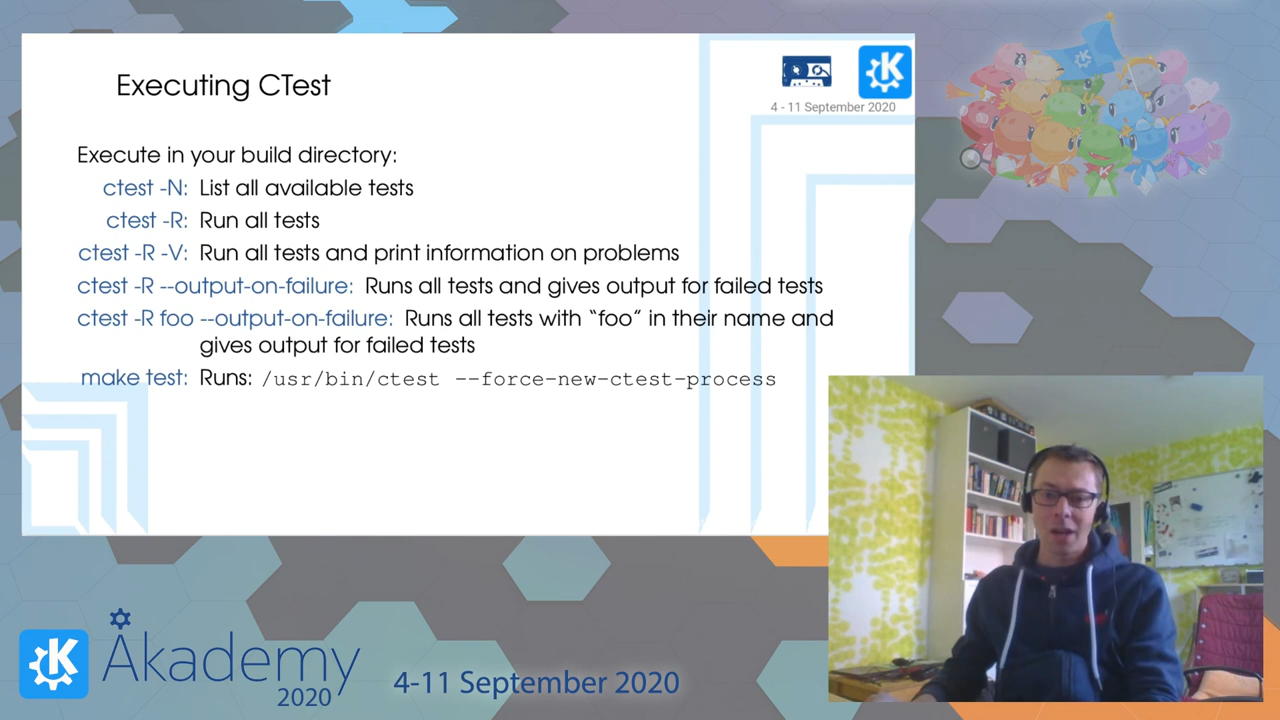 Executing CTest
4 - 11 September 2020
Execute in your build directory:
ctest -N: List all available tests
ctest -R: Run all tests
ctest -R -V: Run all tests and print information on problems
ctest -R --output-on-failure: Runs all tests and gives output for failed tests
ctest -R foo --output-on-failure: Runs all tests with “foo” in their name and
gives output for failed tests
make test: Runs: /usr/bin/ctest --force-new-ctest-process
Akademy
2020
4-11 September 2020